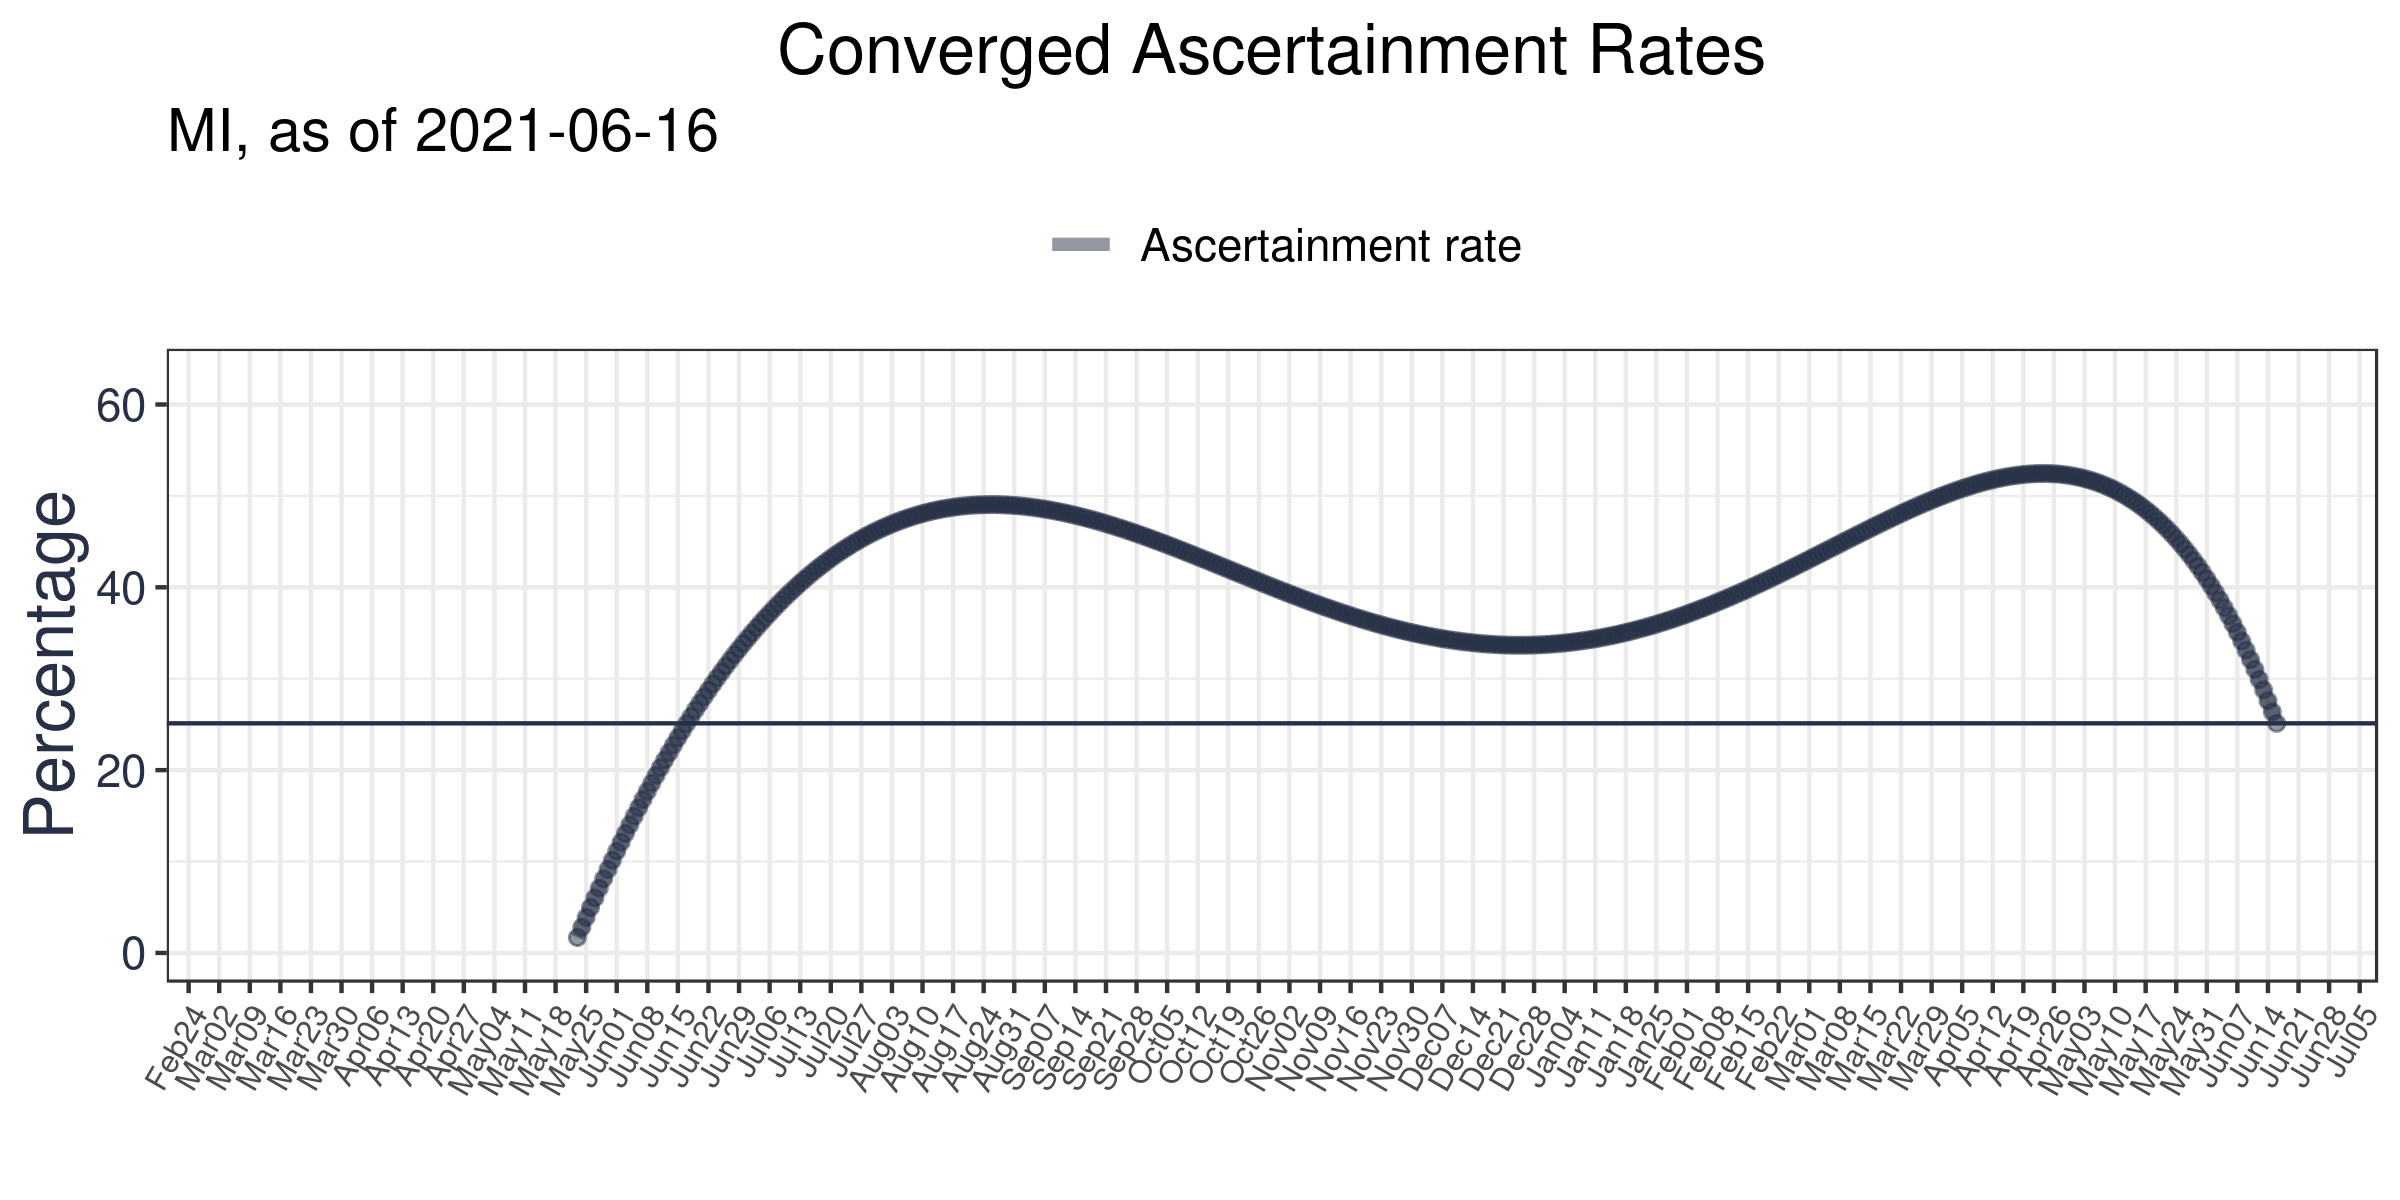 Converged Ascertainment Rates
MI, as of 2021-06-16
Ascertainment rate
Percentage
60
40
20
0
Feb24
Mar02
Mar09
Mar16
Mar23
Mar30
Apr06
Apr13
Apr20
Apr27
May04
May11
May18
May25
Jun01
Jun08
Jun15
Jun22
Jun29
Jul06
Jul13
Jul20
Jul27
Aug03
Aug10
Aug17
Aug24
Aug31
Sep07
Sep14
Sep21
Sep28
Oct05
Oct12
Oct19
Oct26
Nov02
Nov09
Nov16
Nov23
Nov30
Dec07
Dec14
Dec21
Dec28
Jan04
Jan11
Jan18
Jan25
Feb01
Feb08
Feb15
Feb22
Mar01
Mar08
Mar15
Mar22
Mar29
Apr05
Apr12
Apr19
Apr26
May03
May10
May17
May24
May31
Jun07
Jun14
Jun21
Jun28
Jul05